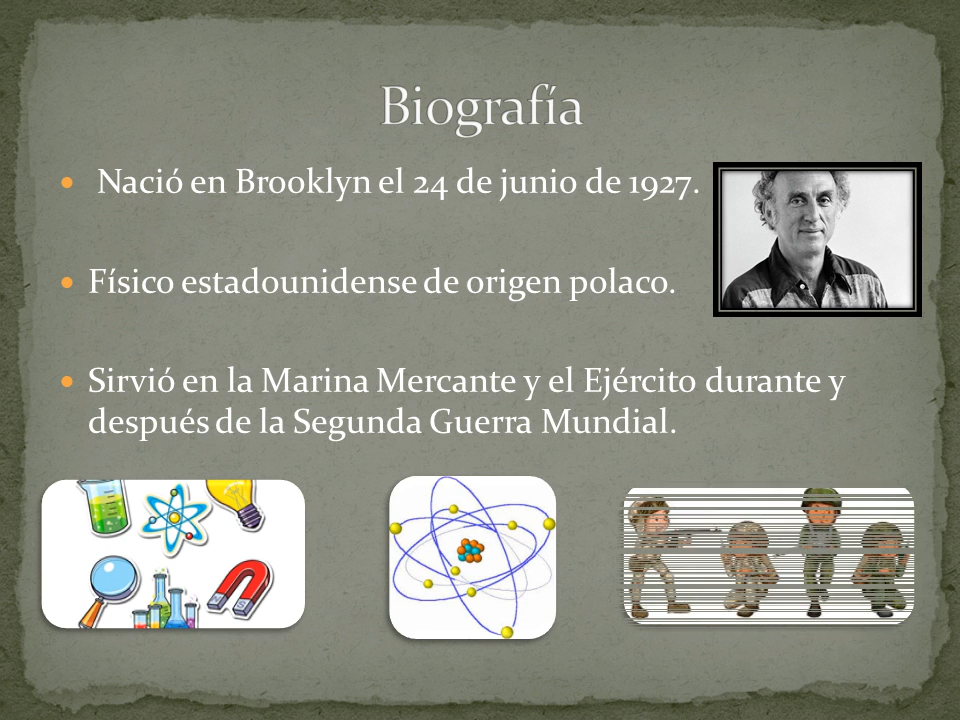 Biografía
• Nació en Brooklyn el 24 de junio de 1927.
• Físico estadounidense de origen polaco.
• Sirvió en la Marina Mercante y el Ejército durante y
después de la Segunda Guerra Mundial.